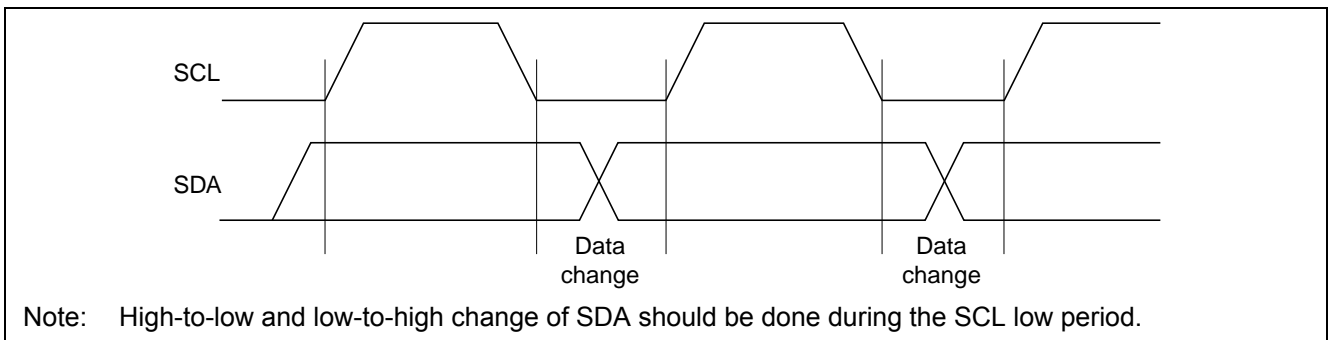 SCL
SDA
Data
change
Data
change
Note: High-to-low and low-to-high change of SDA should be done during the SCL low period.